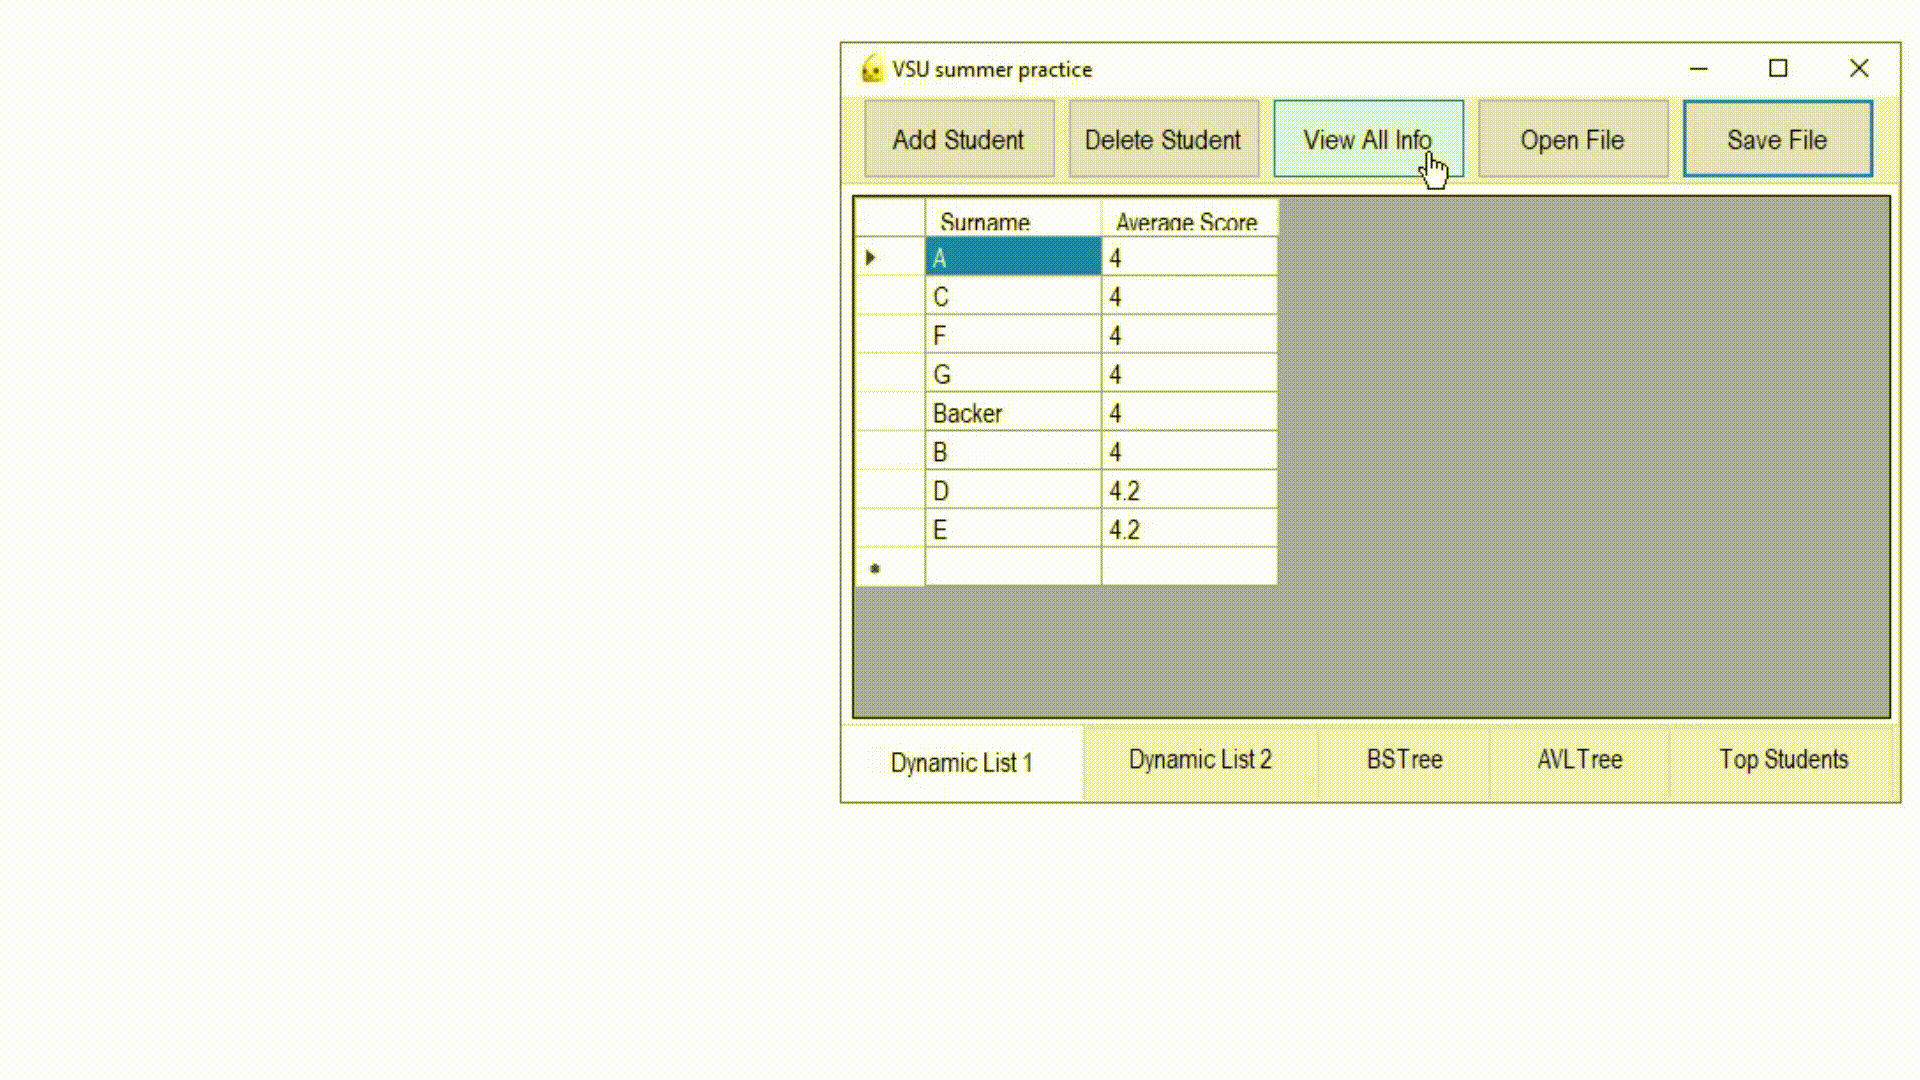 VSU summer practice
Add Student Delete Student View All Info Open File Save File
Surname Average Score
A 4
C 4
F 4
G 4
Backer 4
B 4
D 4.2
E 4.2
Dynamic List 1 Dynamic List 2 BSTree AVLTree Top Students